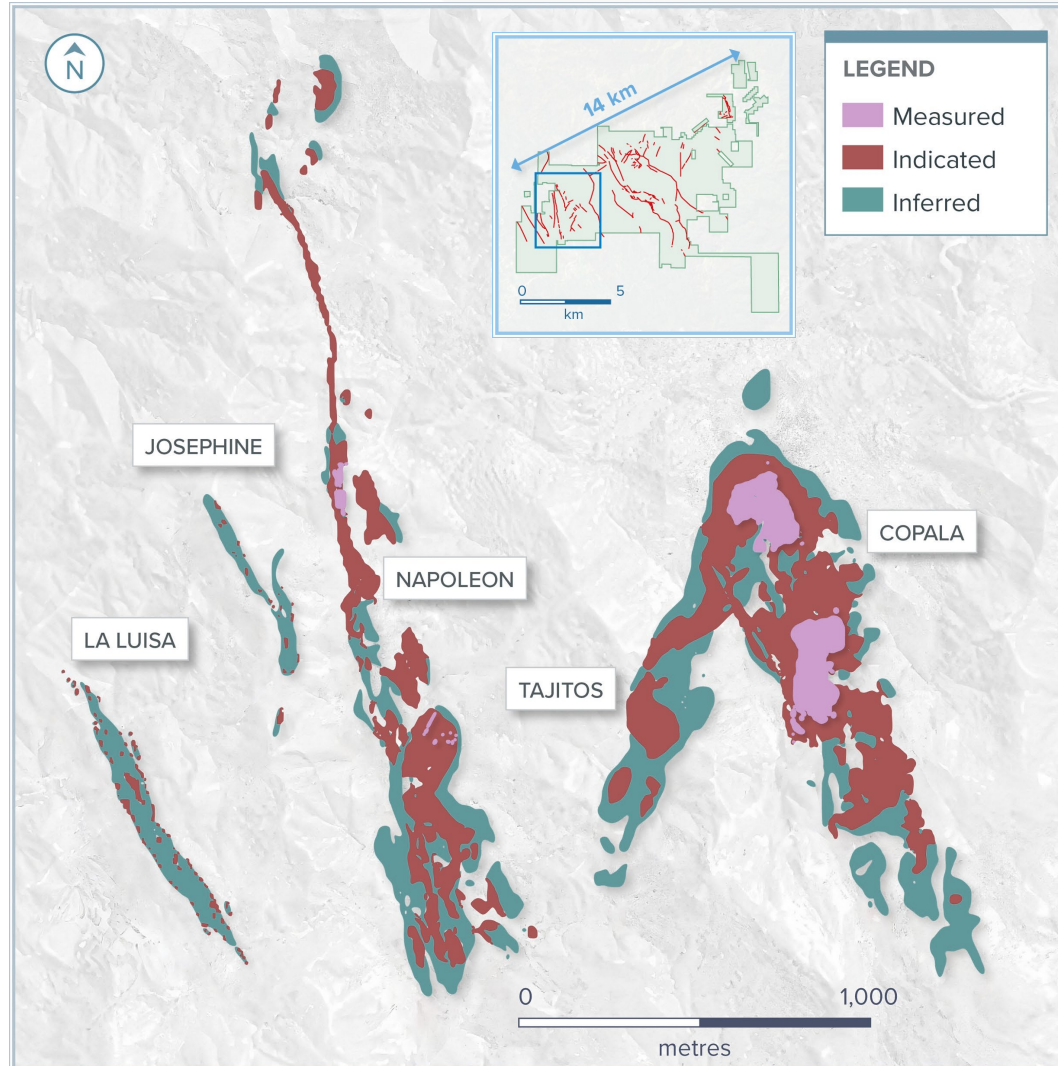 N
14 km
0
5
km
LEGEND
Measured
Indicated
Inferred
JOSEPHINE
COPALA
NAPOLEON
LA LUISA
TAJITOS
0
1,000
metres